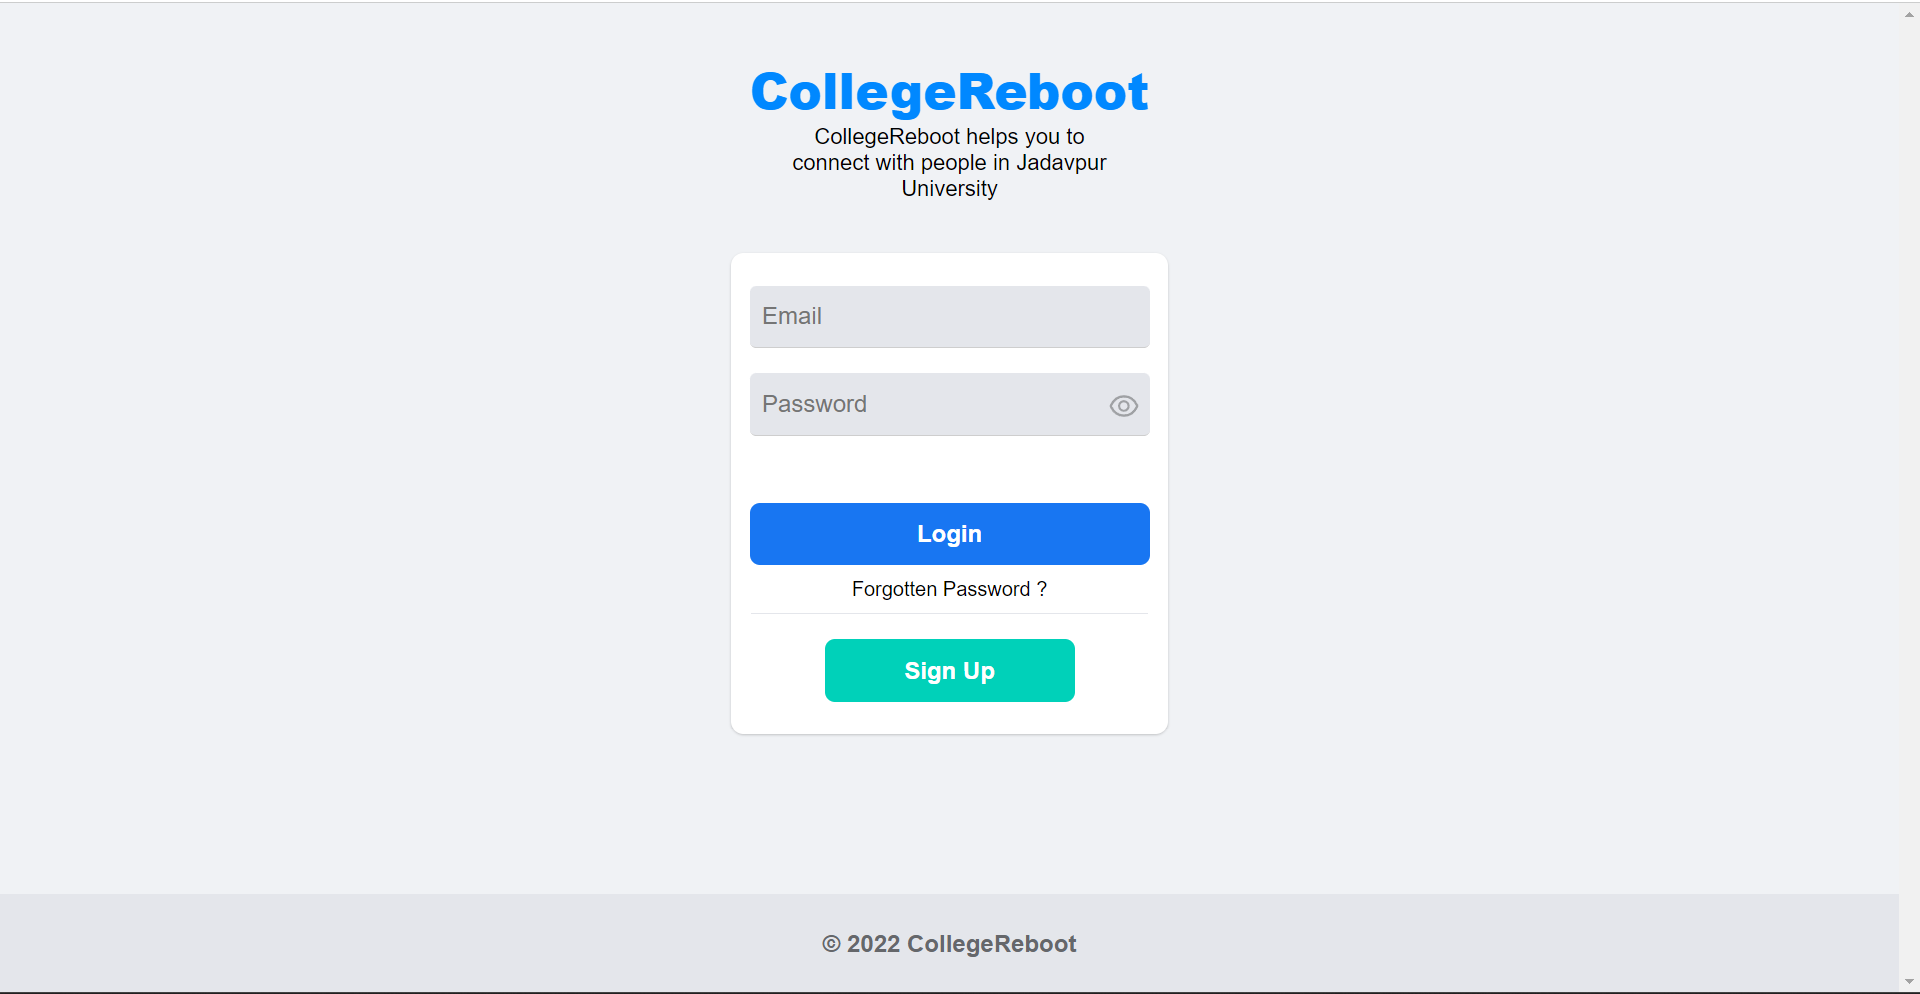 CollegeReboot
CollegeReboot helps you to
connect with people in Jadavpur
University
Email
Password
Login
Forgotten Password ?
Sign Up
© 2022 CollegeReboot